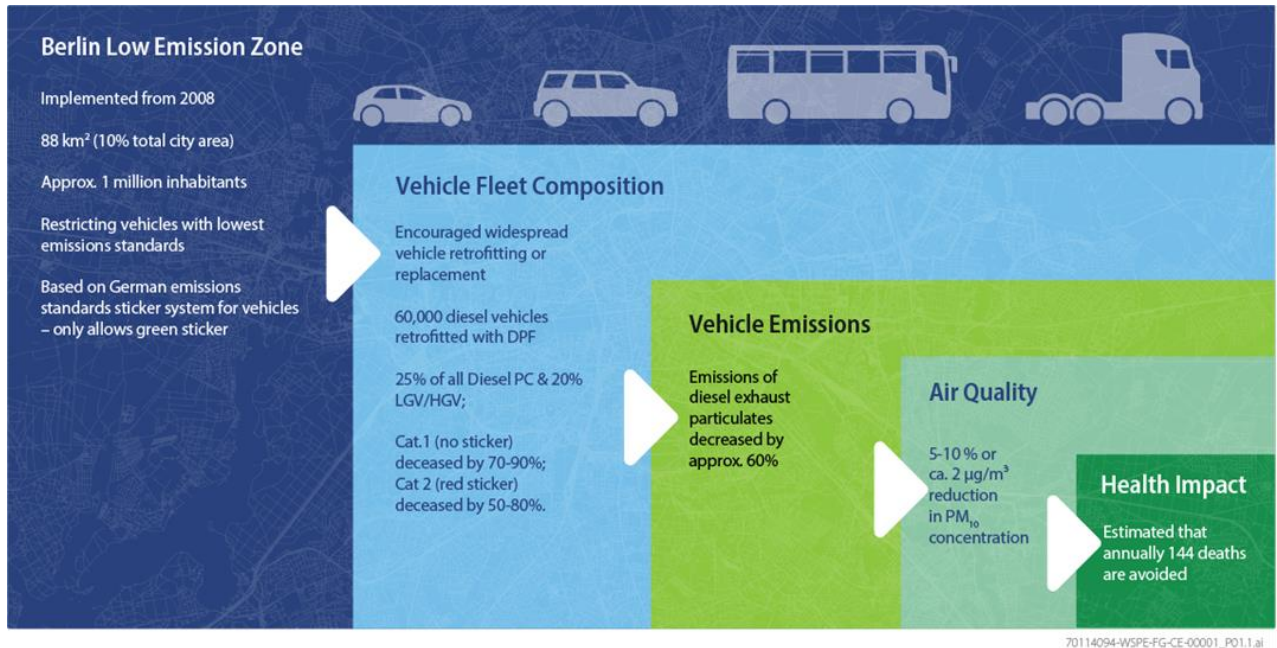 Berlin Low Emission Zone
Implemented from 2008
88 km² (10% total city area)
Approx. 1 million inhabitants
Restricting vehicles with lowest
emissions standards
Based on German emissions
standards sticker system for vehicles
– only allows green sticker
Vehicle Fleet Composition
Encouraged widespread
vehicle retrofitting or
replacement
60,000 diesel vehicles
retrofitted with DPF
25% of all Diesel PC & 20%
LGV/HGV;
Cat.1 (no sticker)
deceased by 70-90%;
Cat 2 (red sticker)
deceased by 50-80%.
Vehicle Emissions
Emissions of
diesel exhaust
particulates
decreased by
approx. 60%
Air Quality
5-10 % or
ca. 2 µg/m³
reduction
in PM₁₀
concentration
Health Impact
Estimated that
annually 144 deaths
are avoided
70114094-WSPE-FG-CE-00001_P01.1.ai